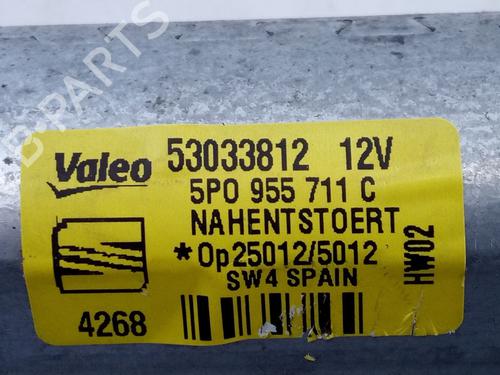 B-PARTS
Valeo 53033812 12V
5P0 955 711 C
NAHENTSTOERT
*Op25012/5012
SW4 SPAIN
4268
HW02